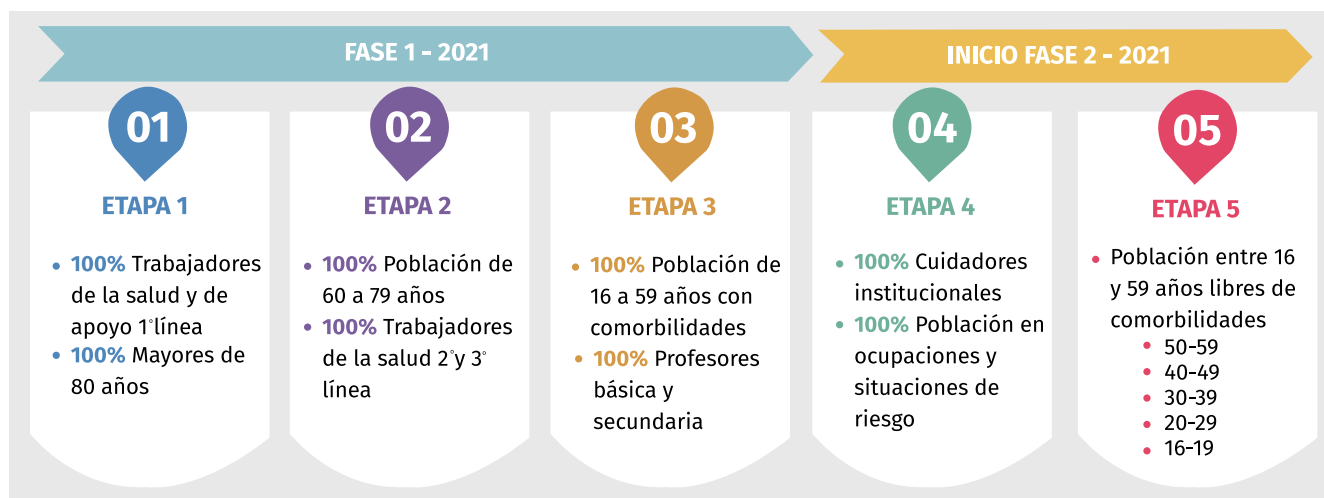 FASE 1 - 2021
INICIO FASE 2 - 2021
01
ETAPA 1
• 100% Trabajadores
de la salud y de
apoyo 1°línea
• 100% Mayores de
80 años
02
ETAPA 2
• 100% Población de
60 a 79 años
• 100% Trabajadores
de la salud 2°y 3°
línea
03
ETAPA 3
• 100% Población de
16 a 59 años con
comorbilidades
• 100% Profesores
básica y
secundaria
04
ETAPA 4
• 100% Cuidadores
institucionales
• 100% Población en
ocupaciones y
situaciones de
riesgo
05
ETAPA 5
• Población entre 16
y 59 años libres de
comorbilidades
• 50-59
• 40-49
• 30-39
• 20-29
• 16-19